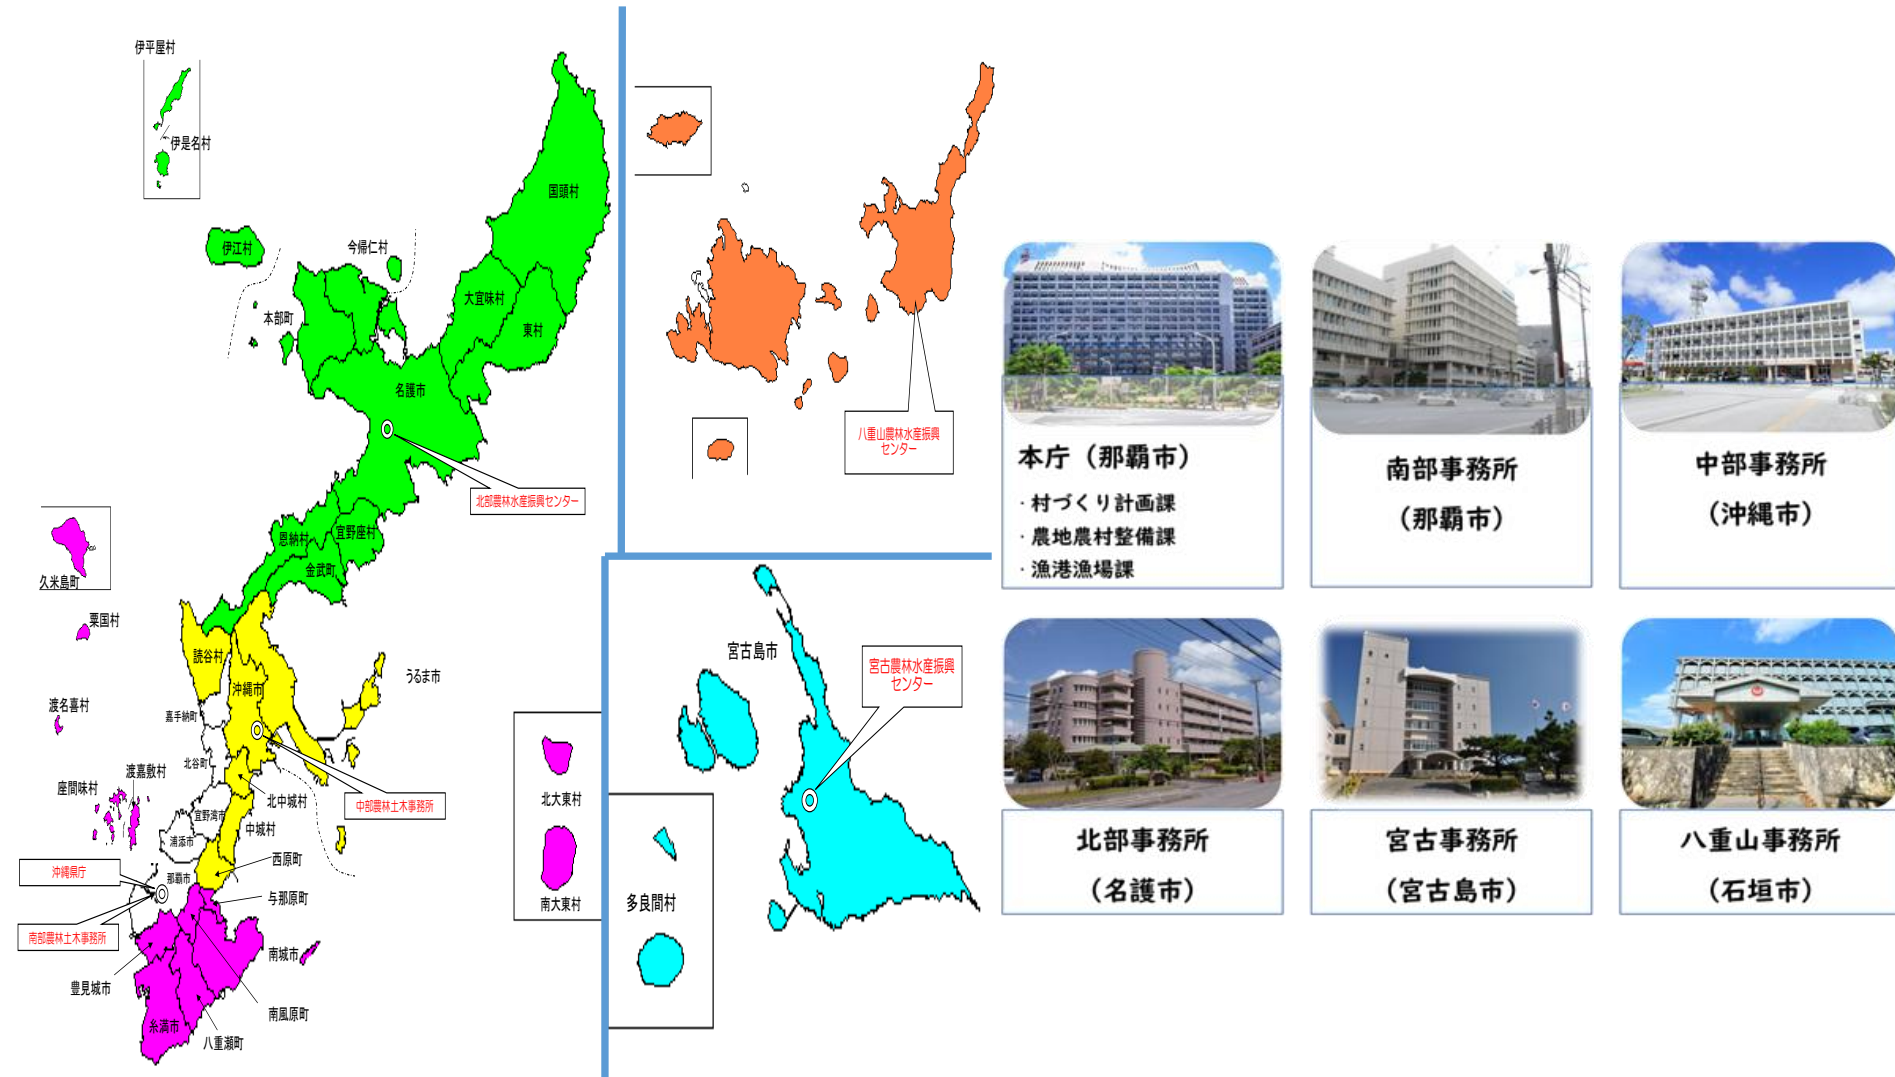 伊平屋村
伊是名村
国頭村
伊江村
今帰仁村
大宜味村
本部町
東村
名護市
北部農林水産振興センター
恩納村
宜野座村
金武町
久米島町
粟国村
読谷村
沖縄市
うるま市
渡名喜村
嘉手納町
北谷町
渡嘉敷村
座間味村
北中城村
中部農林土木事務所
宜野湾市
中城村
浦添市
西原町
沖縄県庁
那覇市
与那原町
南部農林土木事務所
南城市
豊見城市
南風原町
糸満市
八重瀬町
北大東村
南大東村
八重山農林水産振興
センター
宮古島市
宮古農林水産振興
センター
多良間村
本庁（那覇市）
・村づくり計画課
・農地農村整備課
・漁港漁場課
南部事務所
（那覇市）
中部事務所
（沖縄市）
北部事務所
（名護市）
宮古事務所
（宮古島市）
八重山事務所
（石垣市）